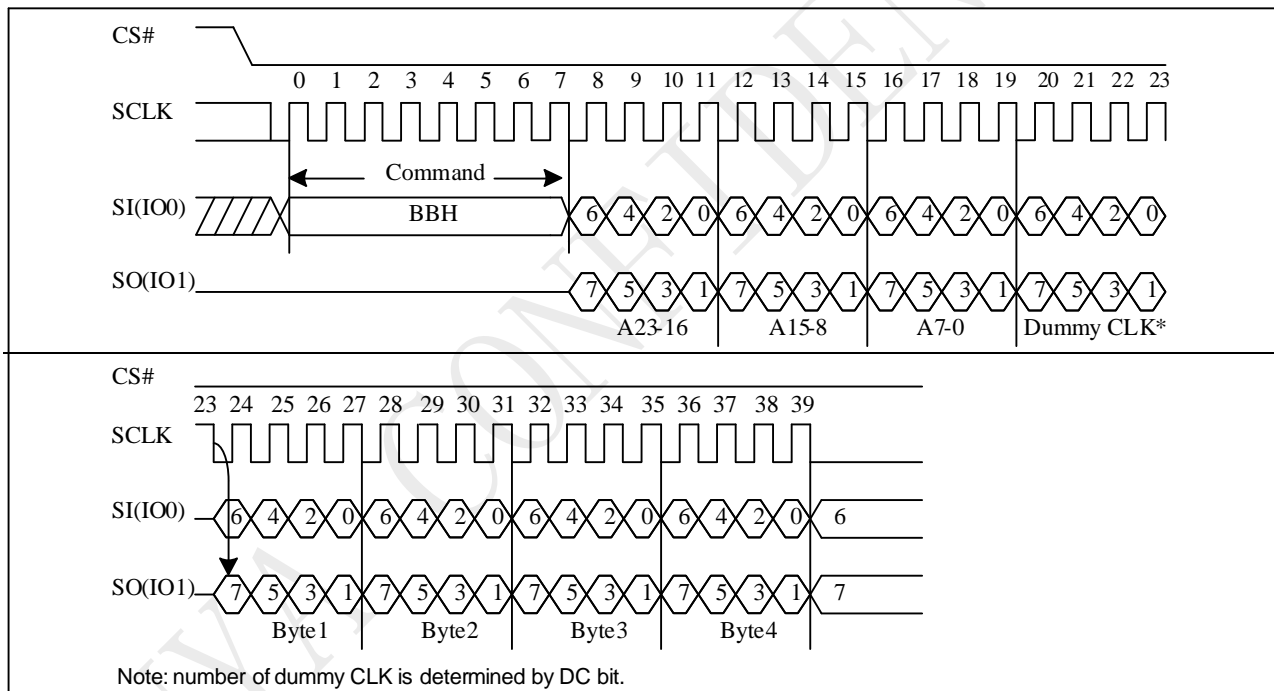 CS#
0 1 2 3 4 5 6 7 8 9 10 11 12 13 14 15 16 17 18 19 20 21 22 23
SCLK
Command
SI(IO0) BBH 6 4 2 0 6 4 2 0 6 4 2 0 6 4 2 0
SO(IO1) 7 5 3 1 7 5 3 1 7 5 3 1 7 5 3 1
A23-16 A15-8 A7-0 Dummy CLK*
CS#
23 24 25 26 27 28 29 30 31 32 33 34 35 36 37 38 39
SCLK
SI(IO0) 6 4 2 0 6 4 2 0 6 4 2 0 6 4 2 0 6
SO(IO1) 7 5 3 1 7 5 3 1 7 5 3 1 7 5 3 1 7
Byte1 Byte2 Byte3 Byte4
Note: number of dummy CLK is determined by DC bit.